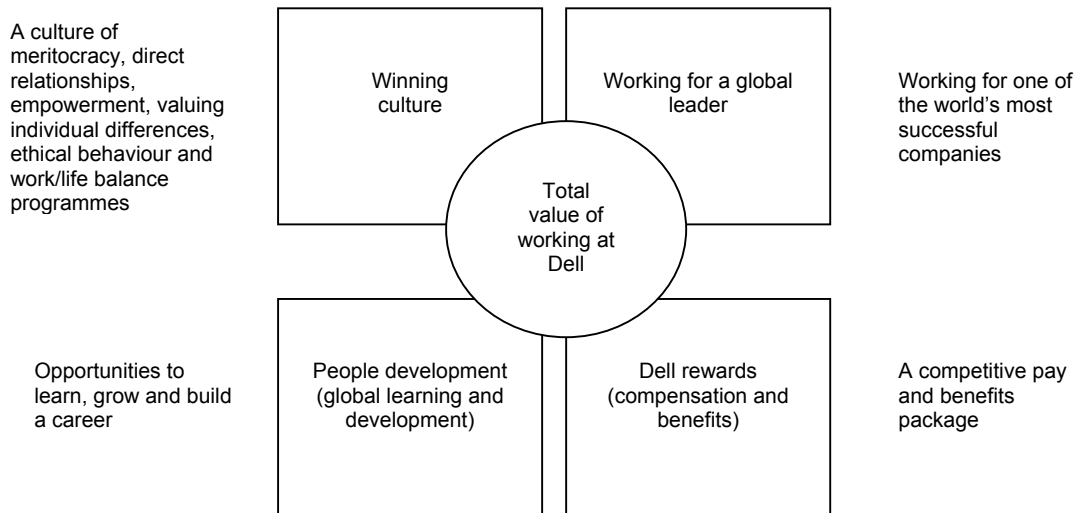 A culture of
meritocracy, direct
relationships,
empowerment, valuing
individual differences,
ethical behaviour and
work/life balance
programmes
Winning
culture
Working for a global
leader
Working for one of
the world’s most
successful
companies
Total
value of
working at
Dell
Opportunities to
learn, grow and build
a career
People development
(global learning and
development)
Dell rewards
(compensation and
benefits)
A competitive pay
and benefits
package